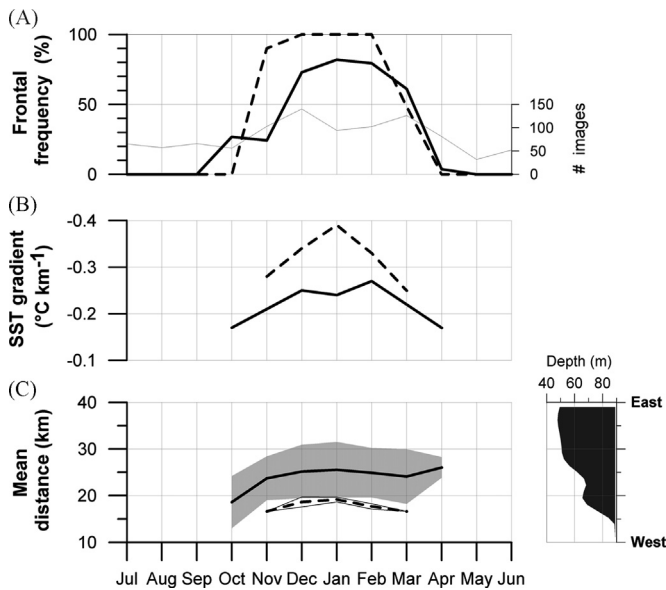 (A)
Frontal
frequency (%)
100
50
0
150
100
50
0
# images
(B)
SST gradient
(°C km⁻¹)
-0.4
-0.3
-0.2
-0.1
(C)
Mean
distance (km)
40
30
20
10
Jul Aug Sep Oct Nov Dec Jan Feb Mar Apr May Jun
Depth (m)
40 60 80
East
West